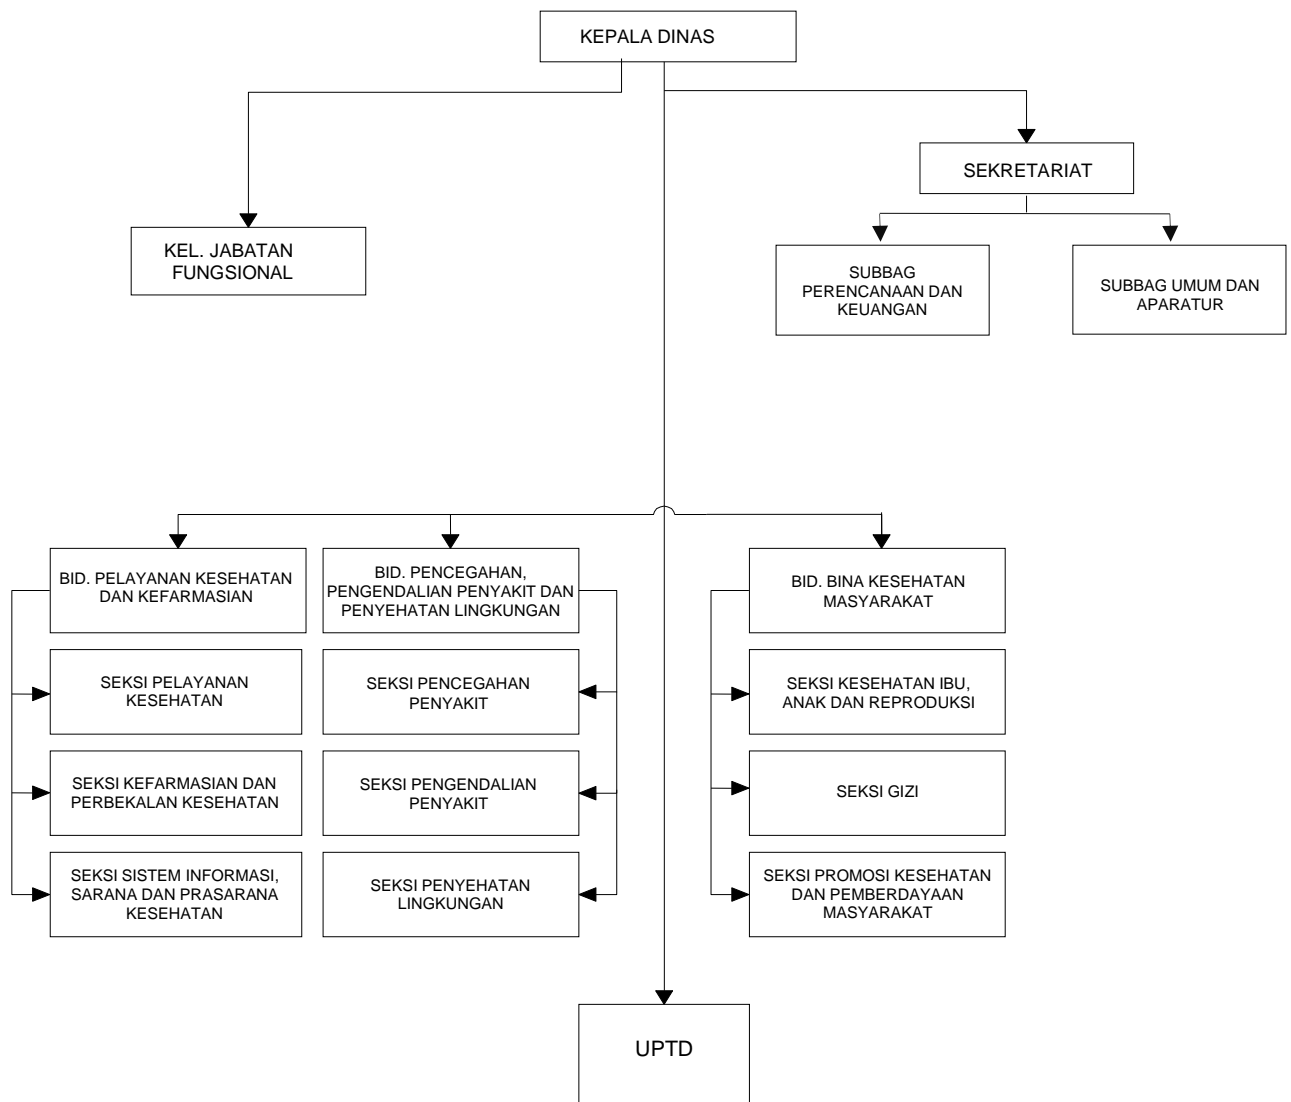 KEPALA DINAS
SEKRETARIAT
KEL. JABATAN
FUNGSIONAL
SUBBAG
PERENCANAAN DAN
KEUANGAN
SUBBAG UMUM DAN
APARATUR
BID. PELAYANAN KESEHATAN
DAN KEFARMASIAN
BID. PENCEGAHAN,
PENGENDALIAN PENYAKIT DAN
PENYEHATAN LINGKUNGAN
BID. BINA KESEHATAN
MASYARAKAT
SEKSI PELAYANAN
KESEHATAN
SEKSI PENCEGAHAN
PENYAKIT
SEKSI KESEHATAN IBU,
ANAK DAN REPRODUKSI
SEKSI KEFARMASIAN DAN
PERBEKALAN KESEHATAN
SEKSI PENGENDALIAN
PENYAKIT
SEKSI GIZI
SEKSI SISTEM INFORMASI,
SARANA DAN PRASARANA
KESEHATAN
SEKSI PENYEHATAN
LINGKUNGAN
SEKSI PROMOSI KESEHATAN
DAN PEMBERDAYAAN
MASYARAKAT
UPTD